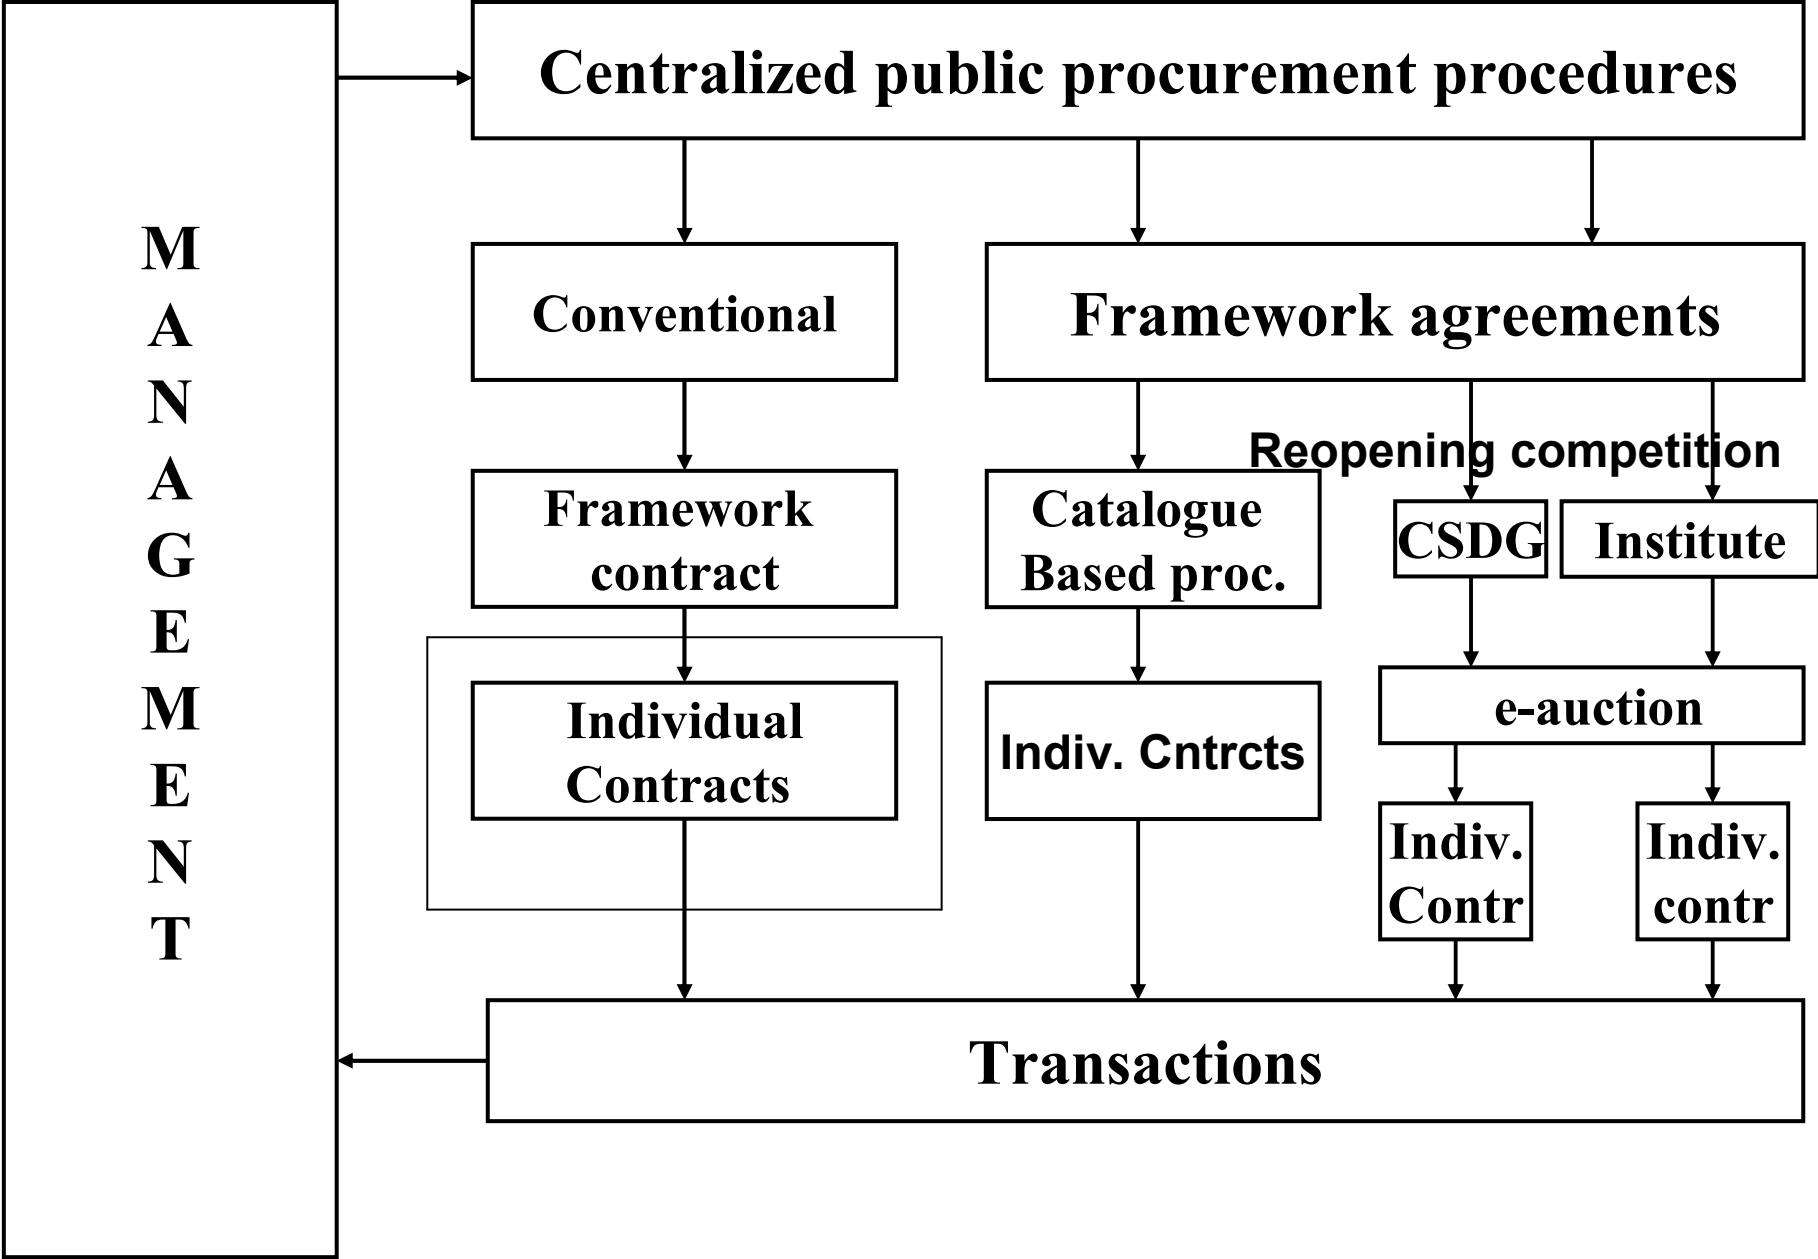 M
A
N
A
G
E
M
E
N
T
Centralized public procurement procedures
Conventional
Framework agreements
Reopening competition
Framework
contract
Catalogue
Based proc.
CSDG
Institute
Individual
Contracts
Indiv. Cntrcts
e-auction
Indiv.
Contr
Indiv.
contr
Transactions